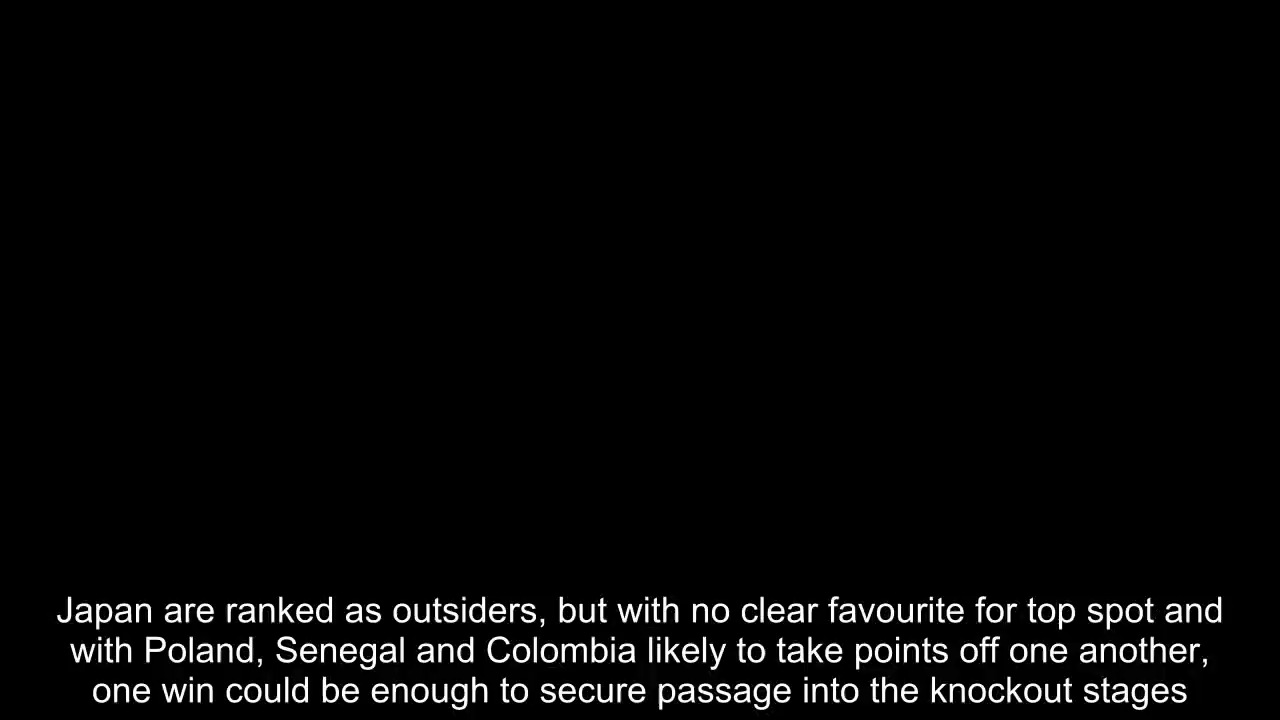 Japan are ranked as outsiders, but with no clear favourite for top spot and
with Poland, Senegal and Colombia likely to take points off one another,
one win could be enough to secure passage into the knockout stages